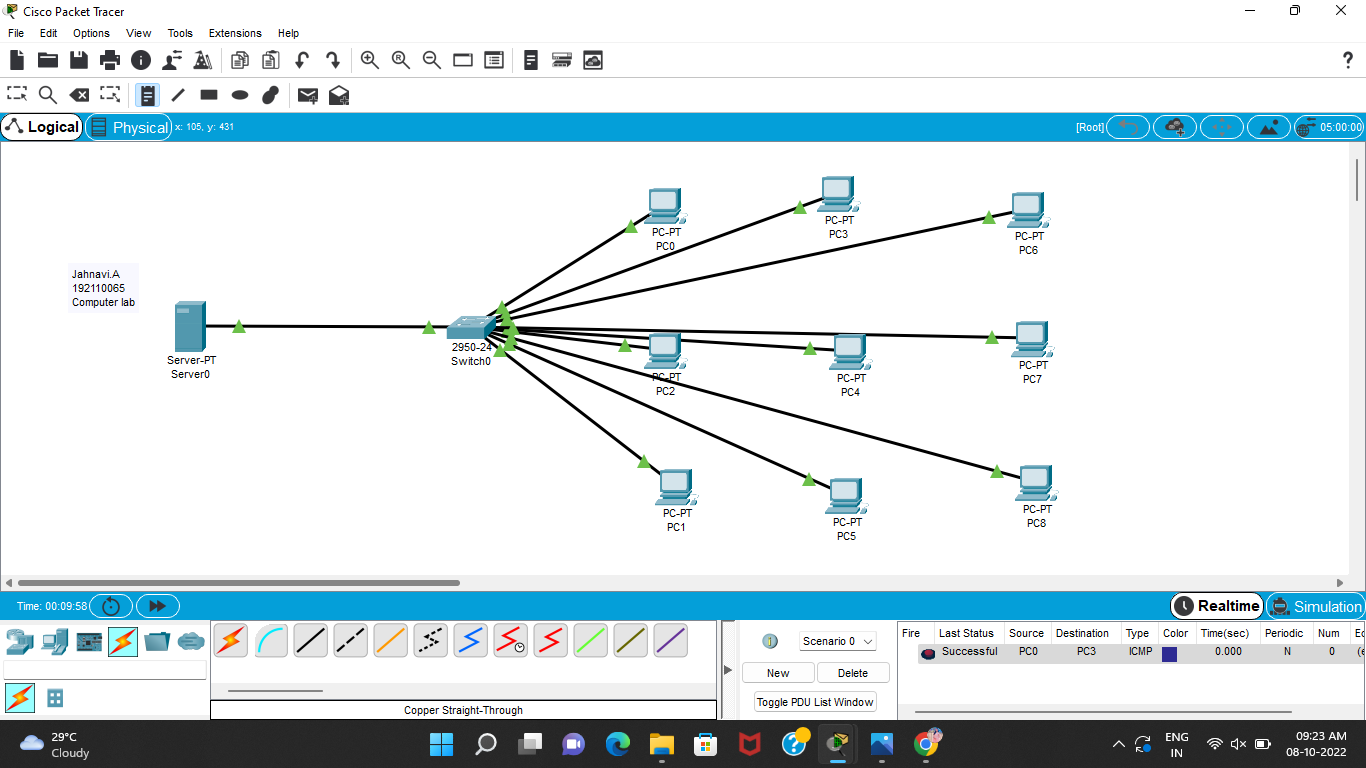 Cisco Packet Tracer
File Edit Options View Tools Extensions Help
Logical Physical x: 105, y: 431 [Root] 05:00:00
PC-PT
PC0
PC-PT
PC3
PC-PT
PC6
Jahnavi.A
192110065
Computer lab
Server-PT
Server0
2950-24
Switch0
PC-PT
PC2
PC-PT
PC4
PC-PT
PC7
PC-PT
PC1
PC-PT
PC5
PC-PT
PC8
Time: 00:09:58 Realtime Simulation
Scenario 0
New Delete
Toggle PDU List Window
Fire Last Status Source Destination Type Color Time(sec) Periodic Num Ec
Successful PC0 PC3 ICMP 0.000 N 0 (e
Copper Straight-Through
29°C
Cloudy
ENG
IN
09:23 AM
08-10-2022